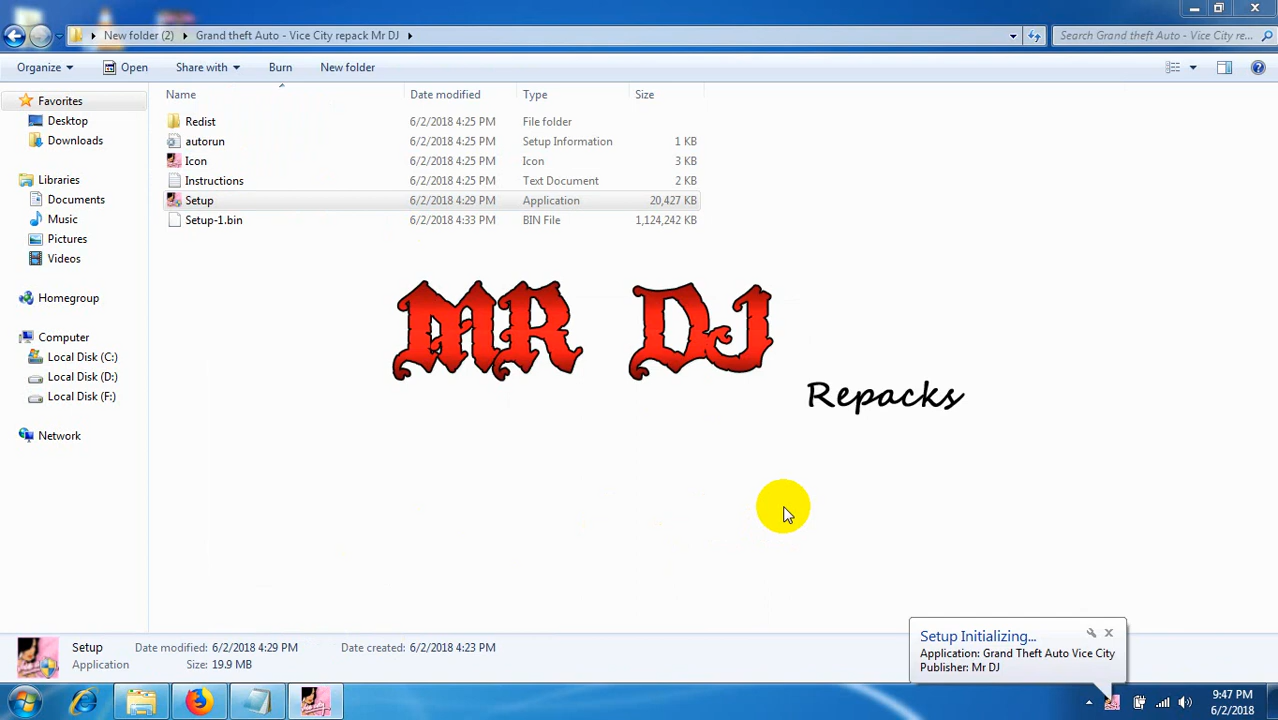 New folder (2) Grand theft Auto - Vice City repack Mr DJ
Search Grand theft Auto - Vice City re...
Organize Open Share with Burn New folder
Name Date modified Type Size
Favorites
Desktop
Downloads
Libraries
Documents
Music
Pictures
Videos
Homegroup
Computer
Local Disk (C:)
Local Disk (D:)
Local Disk (F:)
Network
Redist 6/2/2018 4:25 PM File folder
autorun 6/2/2018 4:25 PM Setup Information 1 KB
Icon 6/2/2018 4:25 PM Icon 3 KB
Instructions 6/2/2018 4:25 PM Text Document 2 KB
Setup 6/2/2018 4:29 PM Application 20,427 KB
Setup-1.bin 6/2/2018 4:33 PM BIN File 1,124,242 KB
MR DJ
Repacks
Setup Date modified: 6/2/2018 4:29 PM Date created: 6/2/2018 4:23 PM
Application Size: 19.9 MB
Setup Initializing...
Application: Grand Theft Auto Vice City
Publisher: Mr DJ
9:47 PM
6/2/2018